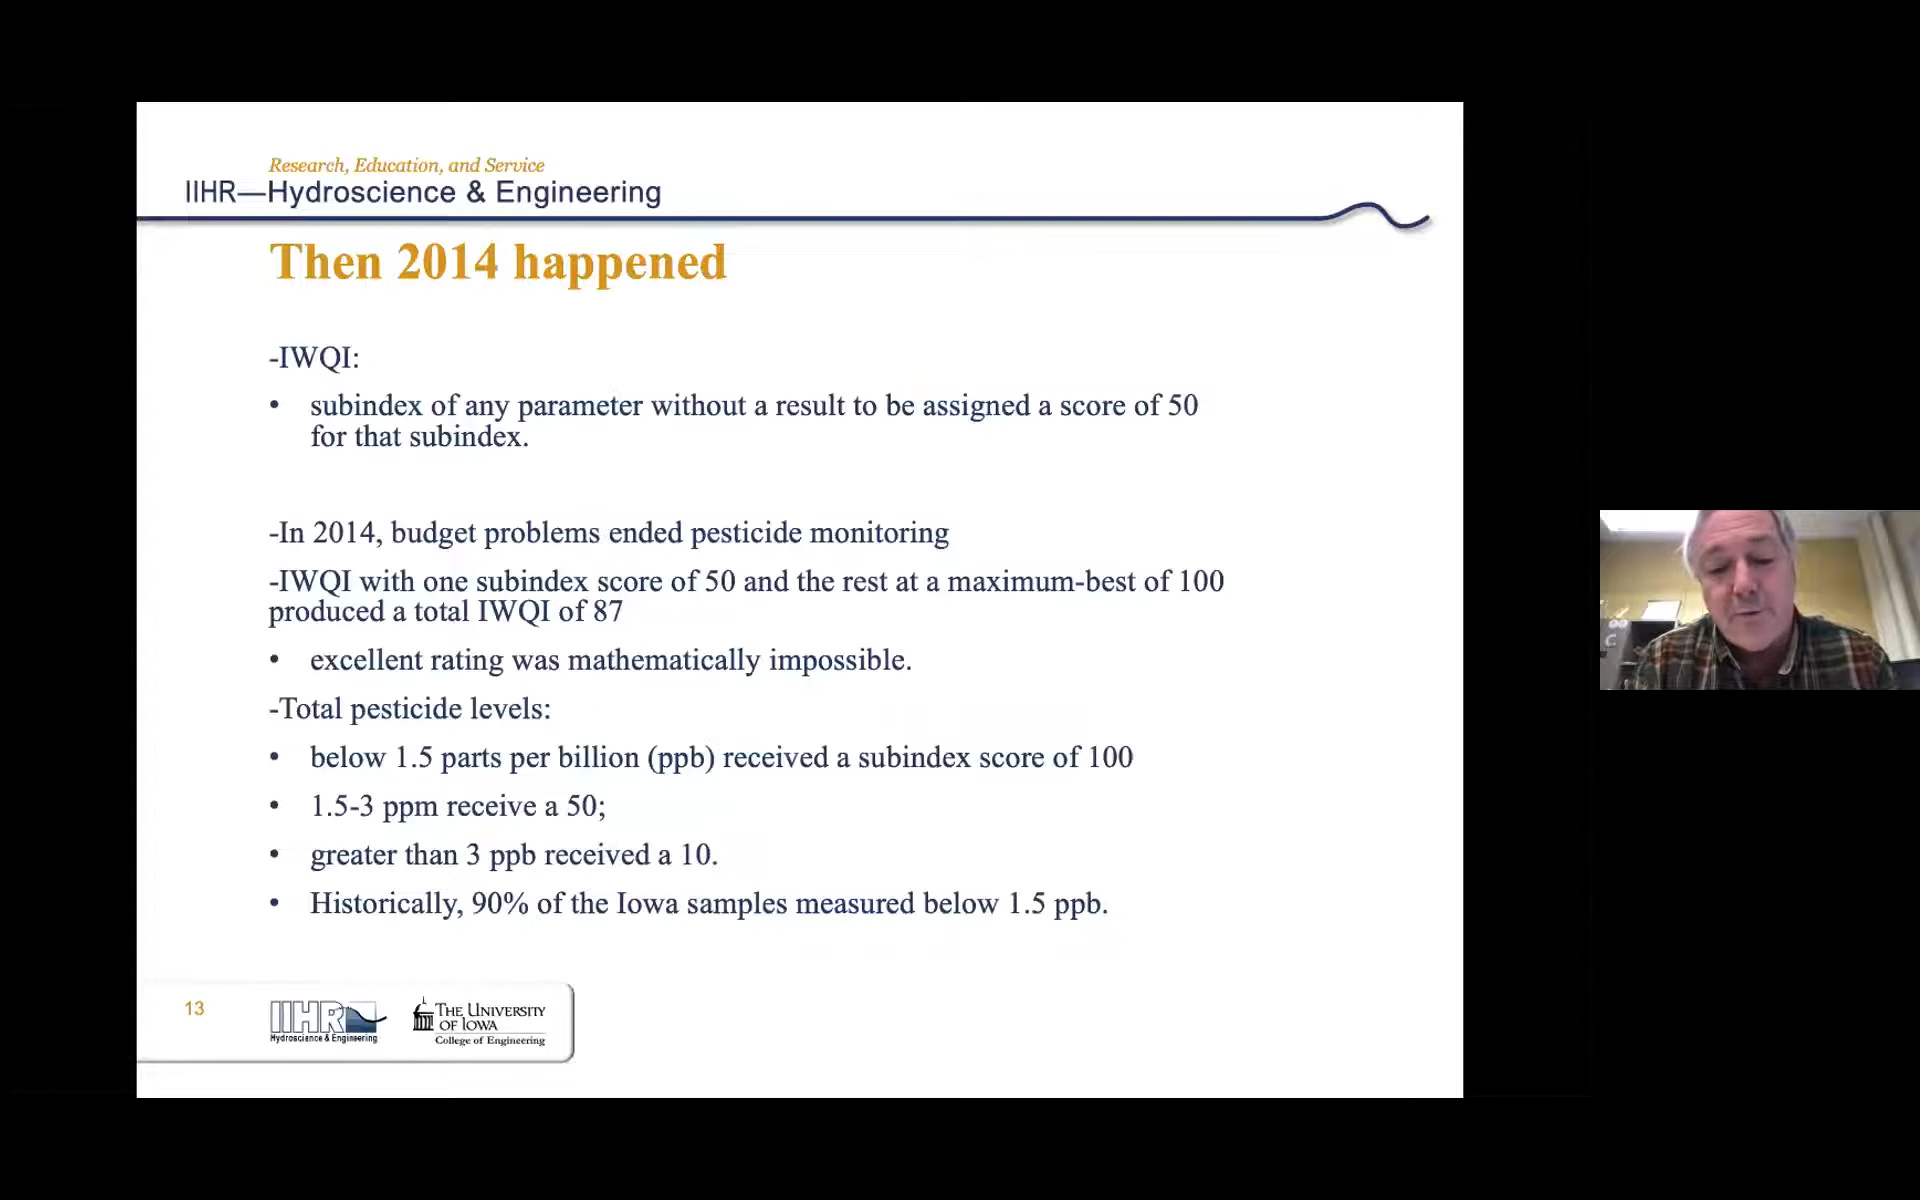 Research, Education, and Service
IIHR—Hydroscience & Engineering
Then 2014 happened
-IWQI:
• subindex of any parameter without a result to be assigned a score of 50
for that subindex.
-In 2014, budget problems ended pesticide monitoring
-IWQI with one subindex score of 50 and the rest at a maximum-best of 100
produced a total IWQI of 87
• excellent rating was mathematically impossible.
-Total pesticide levels:
• below 1.5 parts per billion (ppb) received a subindex score of 100
• 1.5-3 ppm receive a 50;
• greater than 3 ppb received a 10.
• Historically, 90% of the Iowa samples measured below 1.5 ppb.
13
IIHR
Hydroscience & Engineering
THE UNIVERSITY
OF IOWA
College of Engineering